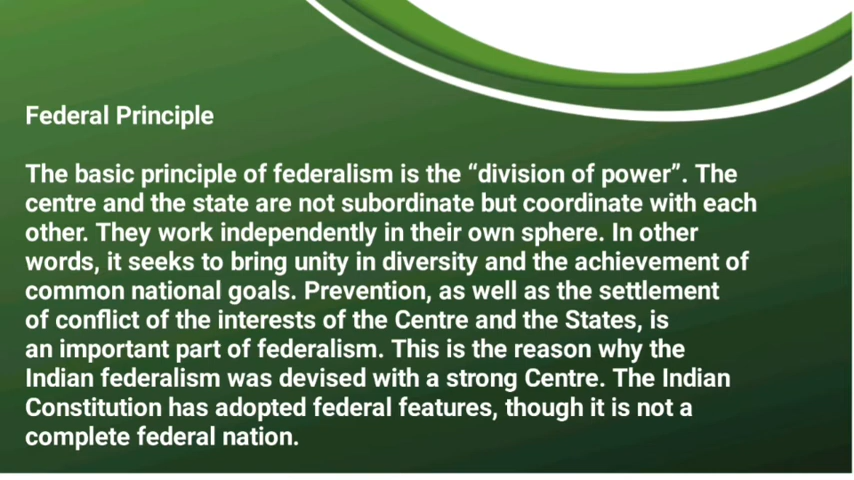 Federal Principle
The basic principle of federalism is the “division of power”. The
centre and the state are not subordinate but coordinate with each
other. They work independently in their own sphere. In other
words, it seeks to bring unity in diversity and the achievement of
common national goals. Prevention, as well as the settlement
of conflict of the interests of the Centre and the States, is
an important part of federalism. This is the reason why the
Indian federalism was devised with a strong Centre. The Indian
Constitution has adopted federal features, though it is not a
complete federal nation.